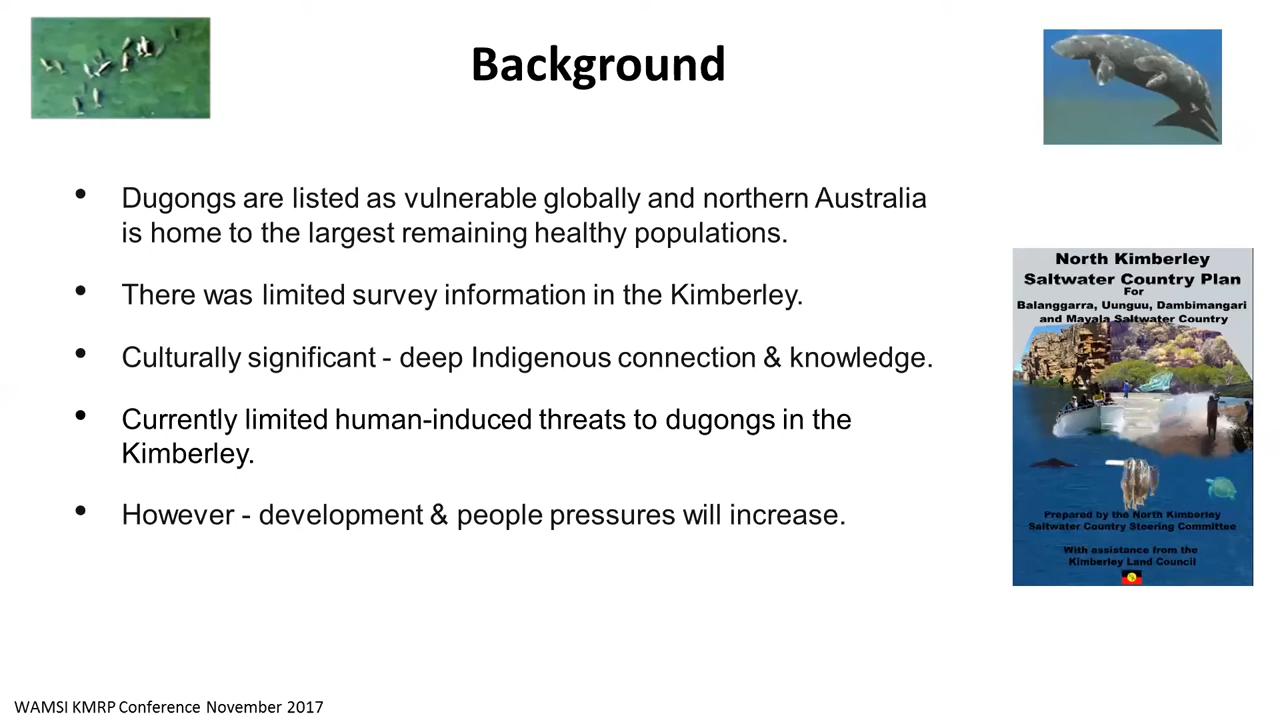 Background
• Dugongs are listed as vulnerable globally and northern Australia
is home to the largest remaining healthy populations.
• There was limited survey information in the Kimberley.
• Culturally significant - deep Indigenous connection & knowledge.
• Currently limited human-induced threats to dugongs in the
Kimberley.
• However - development & people pressures will increase.
North Kimberley
Saltwater Country Plan
For
Balanggarra, Uunguu, Dambimangari
and Mayala Saltwater Country
Prepared by the North Kimberley
Saltwater Country Steering Committee
With assistance from the
Kimberley Land Council
WAMSI KMRP Conference November 2017